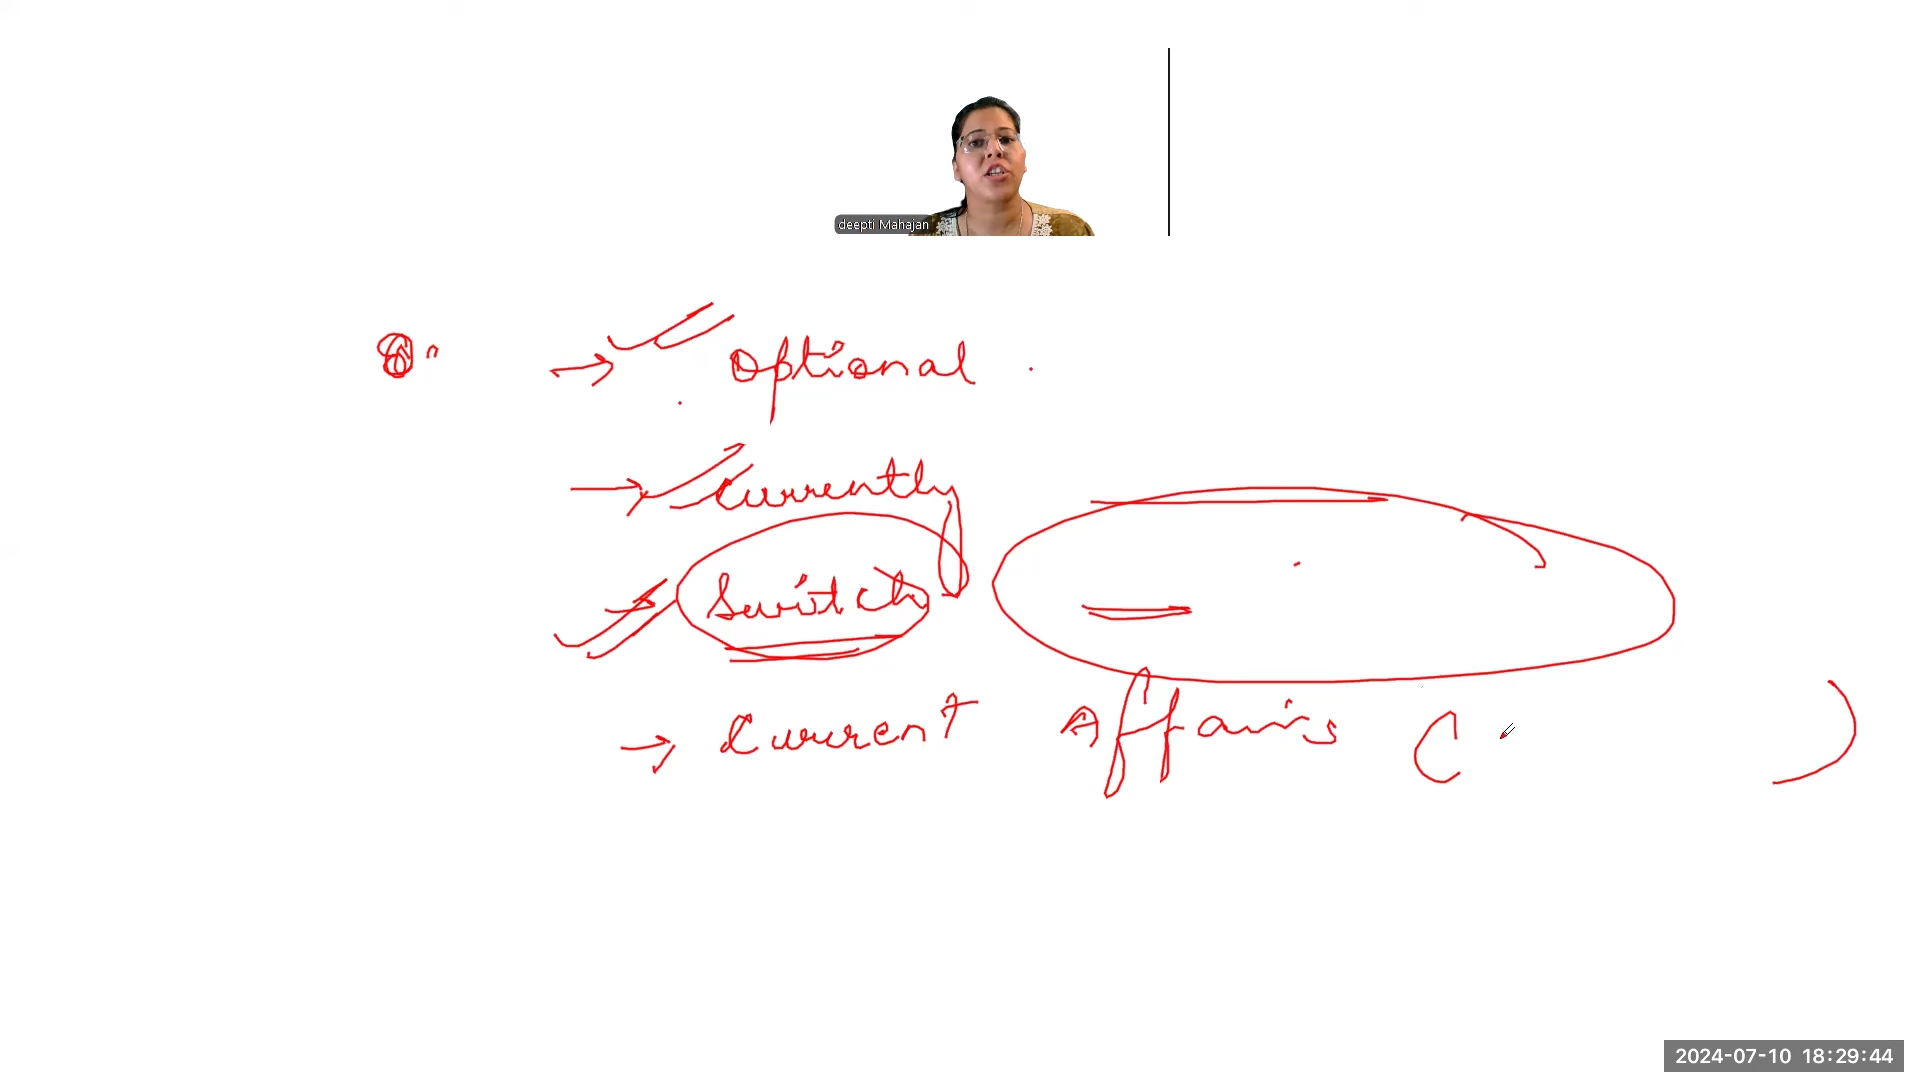 deepti Mahajan
→ Optional
→ Currently
→ Switch
→ Current Affairs ( )
2024-07-10 18:29:44